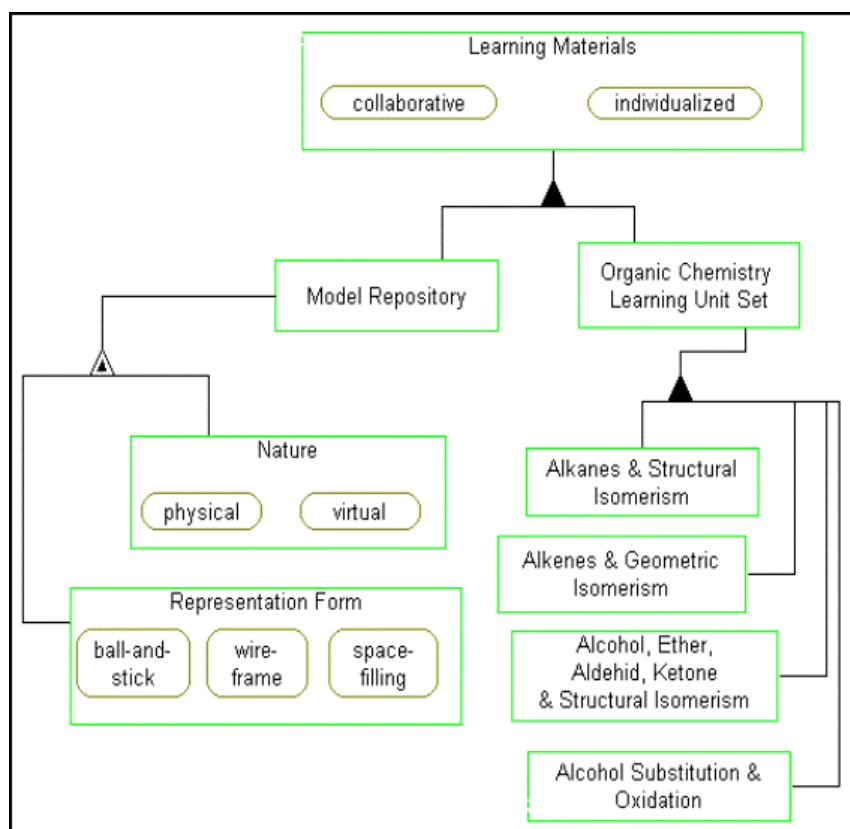 Learning Materials
collaborative
individualized
Model Repository
Organic Chemistry
Learning Unit Set
Nature
physical
virtual
Representation Form
ball-and-
stick
wire-
frame
space-
filling
Alkanes & Structural
Isomerism
Alkenes & Geometric
Isomerism
Alcohol, Ether,
Aldehid, Ketone
& Structural Isomerism
Alcohol Substitution &
Oxidation